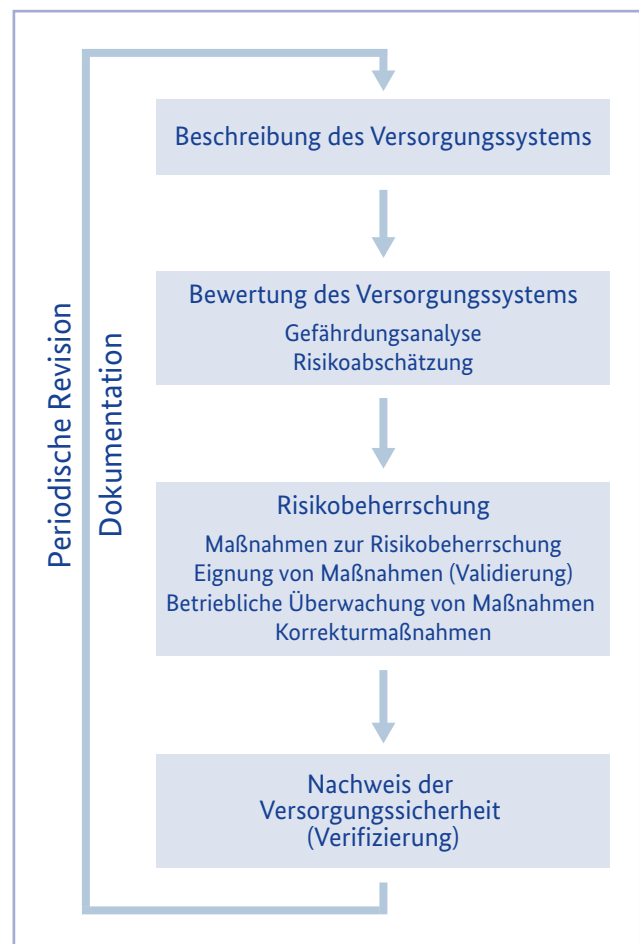 Periodische Revision
Dokumentation
Beschreibung des Versorgungssystems
Bewertung des Versorgungssystems
Gefährdungsanalyse
Risikoabschätzung
Risikobeherrschung
Maßnahmen zur Risikobeherrschung
Eignung von Maßnahmen (Validierung)
Betriebliche Überwachung von Maßnahmen
Korrekturmaßnahmen
Nachweis der
Versorgungssicherheit
(Verifizierung)